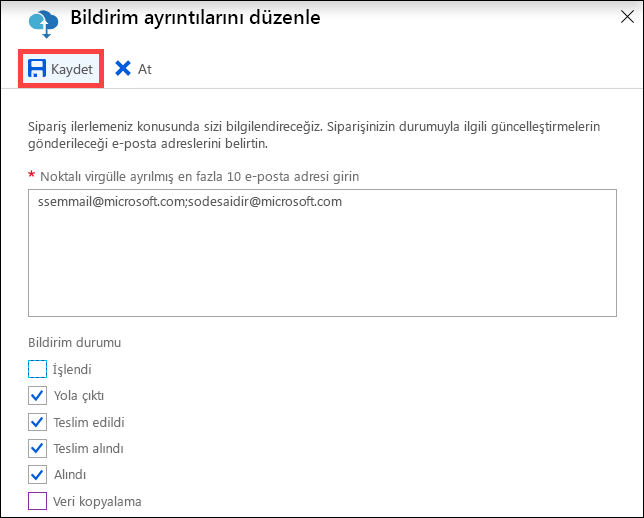 Bildirim ayrıntılarını düzenle
Kaydet
At
Sipariş ilerlemeniz konusunda sizi bilgilendireceğiz. Siparişinizin durumuyla ilgili güncelleştirmelerin
gönderileceği e-posta adreslerini belirtin.
* Noktalı virgülle ayrılmış en fazla 10 e-posta adresi girin
ssemmail@microsoft.com;sodesaidir@microsoft.com
Bildirim durumu
İşlendi
Yola çıktı
Teslim edildi
Teslim alındı
Alındı
Veri kopyalama